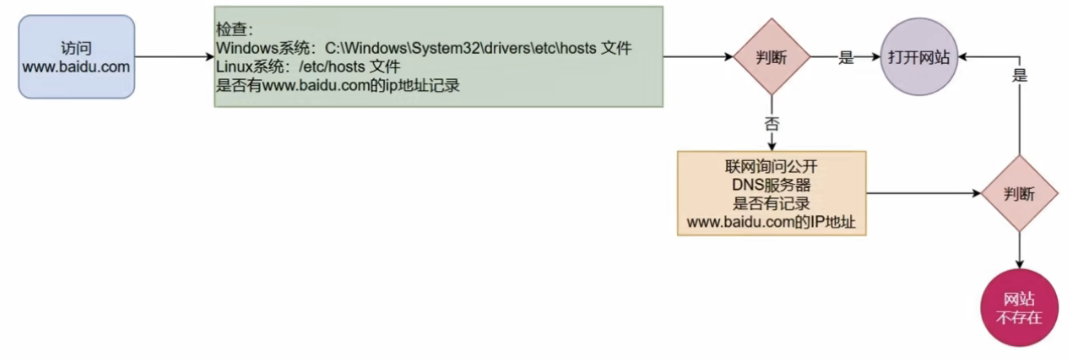 访问
www.baidu.com
检查：
Windows系统：C:\Windows\System32\drivers\etc\hosts 文件
Linux系统：/etc/hosts 文件
是否有www.baidu.com的ip地址记录
判断
是
打开网站
是
否
联网询问公开
DNS服务器
是否有记录
www.baidu.com的IP地址
判断
网站
不存在